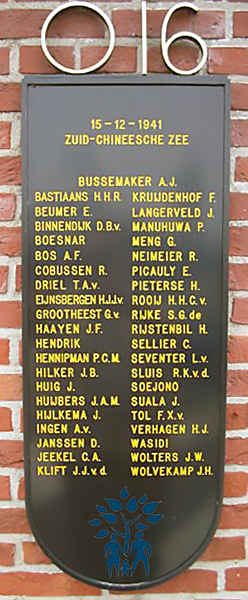 O 16
15-12-1941
ZUID-CHINEESCHE ZEE
BUSSEMAKER A.J.
BASTIAANS H.H.R. KRUIJDENHOF F.
BEUMER E. LANGERVELD J.
BINNENDIJK D.B.v. MANUHUWA P.
BOESNAR MENG G.
BOS A.F. NEIMEIER R.
COBUSSEN R. PICAULY E.
DRIEL T.A.v. PIETERSE H.
EIJNSBERGEN H.J.J.v. ROOIJ H.H.C.v.
GROOTHEEST G.v. RIJKE S.G.de
HAAYEN J.F. RIJSTENBIL H.
HENDRIK SELLIER C.
HENNIPMAN P.C.M. SEVENTER L.v.
HILKER J.B. SLUIS R.K.v.d.
HUIG J. SOEJONO
HUIJBERS J.A.M. SUALA J.
HIJLKEMA J. TOL F.X.v.
INGEN A.v. VERHAGEN H.J.
JANSSEN D. WASIDI
JEEKEL C.A. WOLTERS J.W.
KLIFT J.J.v.d. WOLVEKAMP J.H.